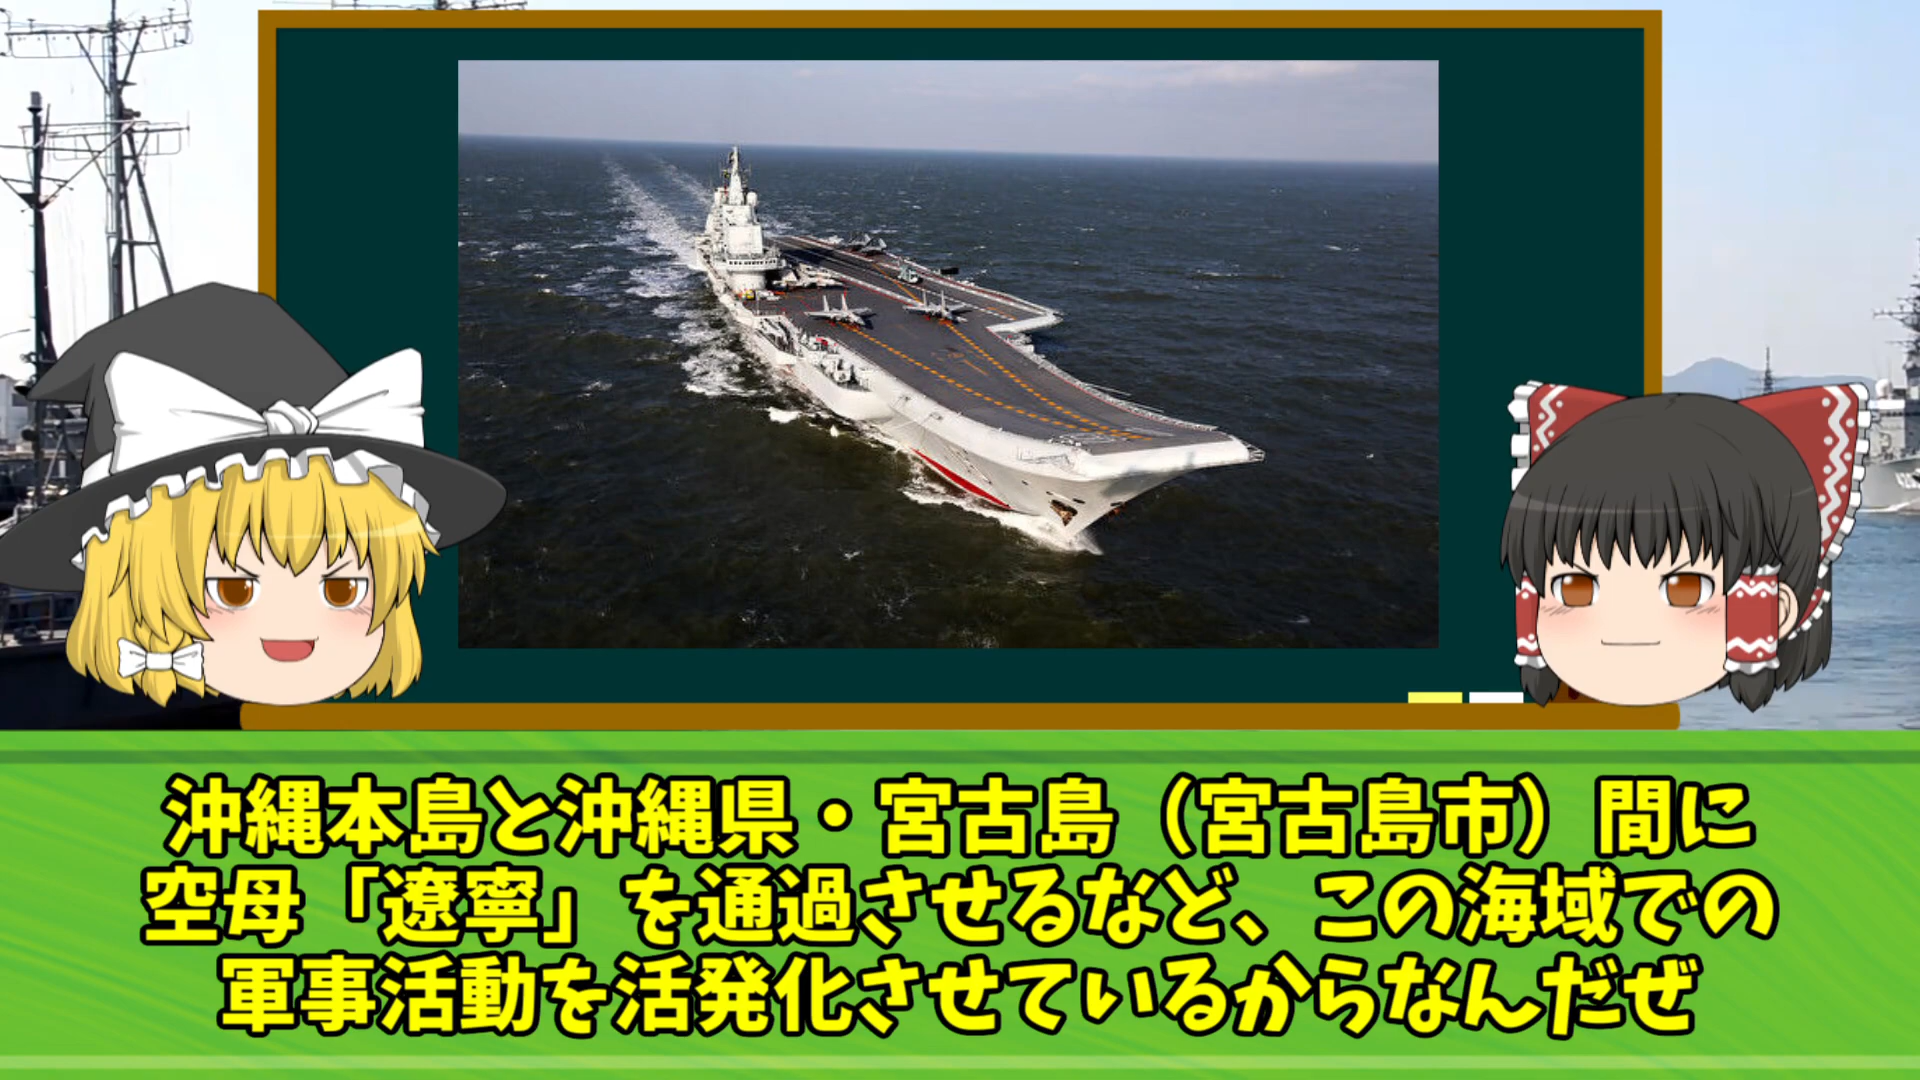 沖縄本島と沖縄県・宮古島（宮古島市）間に
空母「遼寧」を通過させるなど、この海域での
軍事活動を活発化させているからなんだぜ